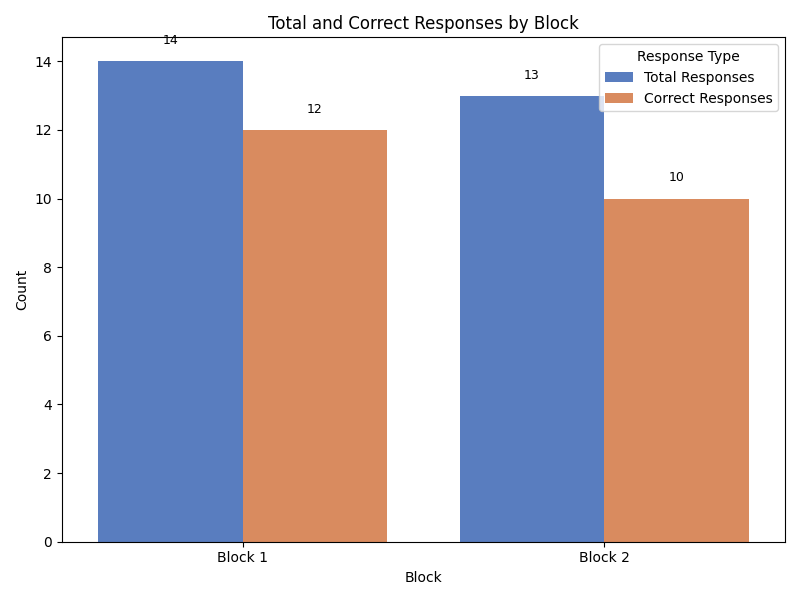 Total and Correct Responses by Block
14
13
12
10
Response Type
Total Responses
Correct Responses
14
12
10
8
6
4
2
0
Count
Block 1
Block 2
Block